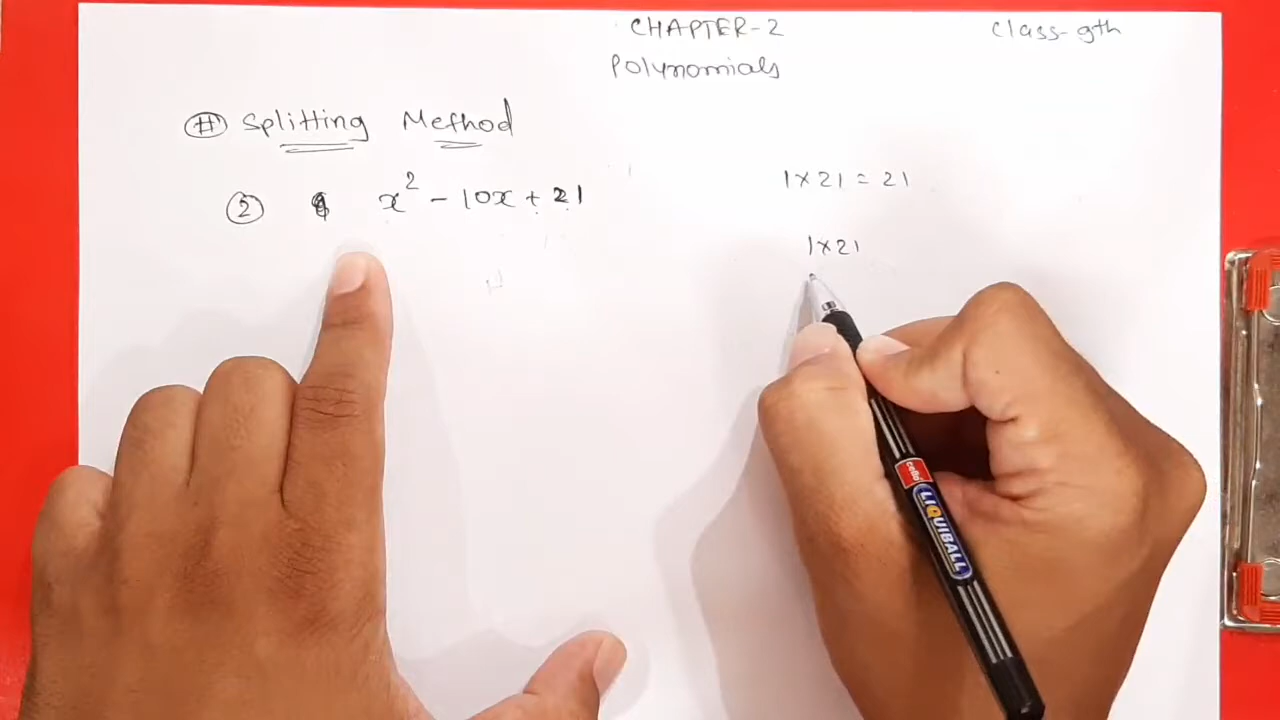 CHAPTER-2
Class-9th
Polynomials
# Splitting Method
2 x² - 10x + 21
1 x 21 = 21
1 x 21
cello
LIQUIBALL